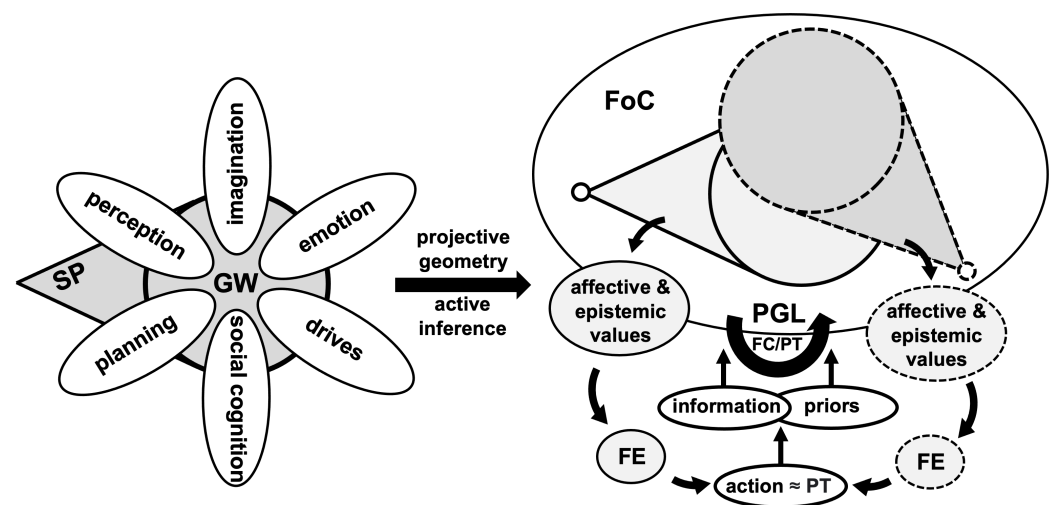 imagination
perception
emotion
SP
GW
planning
drives
social cognition
projective
geometry
active
inference
FoC
affective &
epistemic
values
PGL
FC/PT
affective &
epistemic
values
information
priors
FE
FE
action ≈ PT